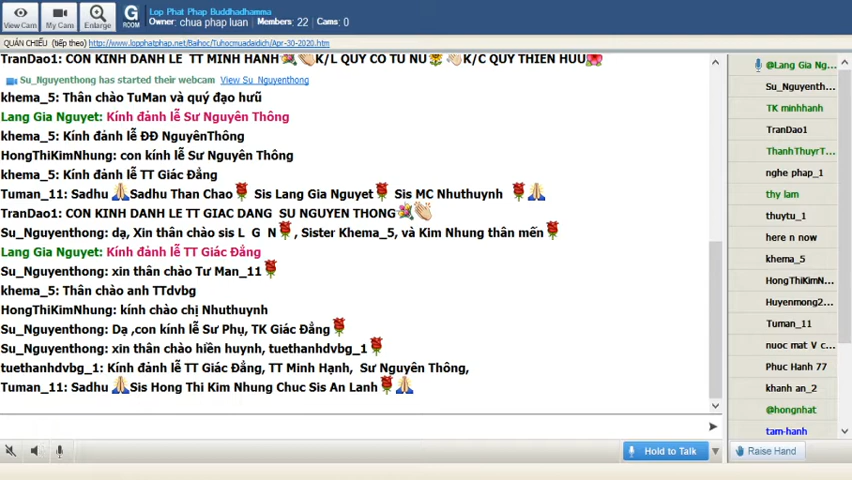 View Cam
My Cam
Enlarge
G
ROOM
Lop Phat Phap Buddhadhamma
Owner: chua phap luan Members: 22 Cams: 0
QUÁN CHIẾU (tiếp theo) http://www.lopphatphap.net/Baihoc/Tuhocmuadaidich/Apr-30-2020.htm
TranDao1: CON KINH DANH LE TT MINH HANH K/L QUY CO TU NU K/C QUY THIEN HUU
Su_Nguyenthong has started their webcam View Su_Nguyenthong
khema_5: Thân chào TuMan và quý đạo hữu
Lang Gia Nguyet: Kính đảnh lễ Sư Nguyên Thông
khema_5: Kính đảnh lễ ĐĐ NguyênThông
HongThiKimNhung: con kính lễ Sư Nguyên Thông
khema_5: Kính đảnh lễ TT Giác Đẳng
Tuman_11: Sadhu Sadhu Than Chao Sis Lang Gia Nguyet Sis MC Nhuthuynh
TranDao1: CON KINH DANH LE TT GIAC DANG SU NGUYEN THONG
Su_Nguyenthong: dạ, Xin thân chào sis L G N , Sister Khema_5, và Kim Nhung thân mến
Lang Gia Nguyet: Kính đảnh lễ TT Giác Đẳng
Su_Nguyenthong: xin thân chào Tư Man_11
khema_5: Thân chào anh TTdvbg
HongThiKimNhung: kính chào chị Nhuthuynh
Su_Nguyenthong: Dạ ,con kính lễ Sư Phụ, TK Giác Đẳng
Su_Nguyenthong: xin thân chào hiền huynh, tuethanhdvbg_1
tuethanhdvbg_1: Kính đảnh lễ TT Giác Đẳng, TT Minh Hạnh, Sư Nguyên Thông,
Tuman_11: Sadhu Sis Hong Thi Kim Nhung Chuc Sis An Lanh
@Lang Gia Ng...
Su_Nguyenth...
TK minhhanh
TranDao1
ThanhThuyrT...
nghe phap_1
thy lam
thuytu_1
here n now
khema_5
HongThiKimN...
Huyenmong2...
Tuman_11
nuoc mat V c...
Phuc Hanh 77
khanh an_2
@hongnhat
tam-hanh
Hold to Talk
Raise Hand